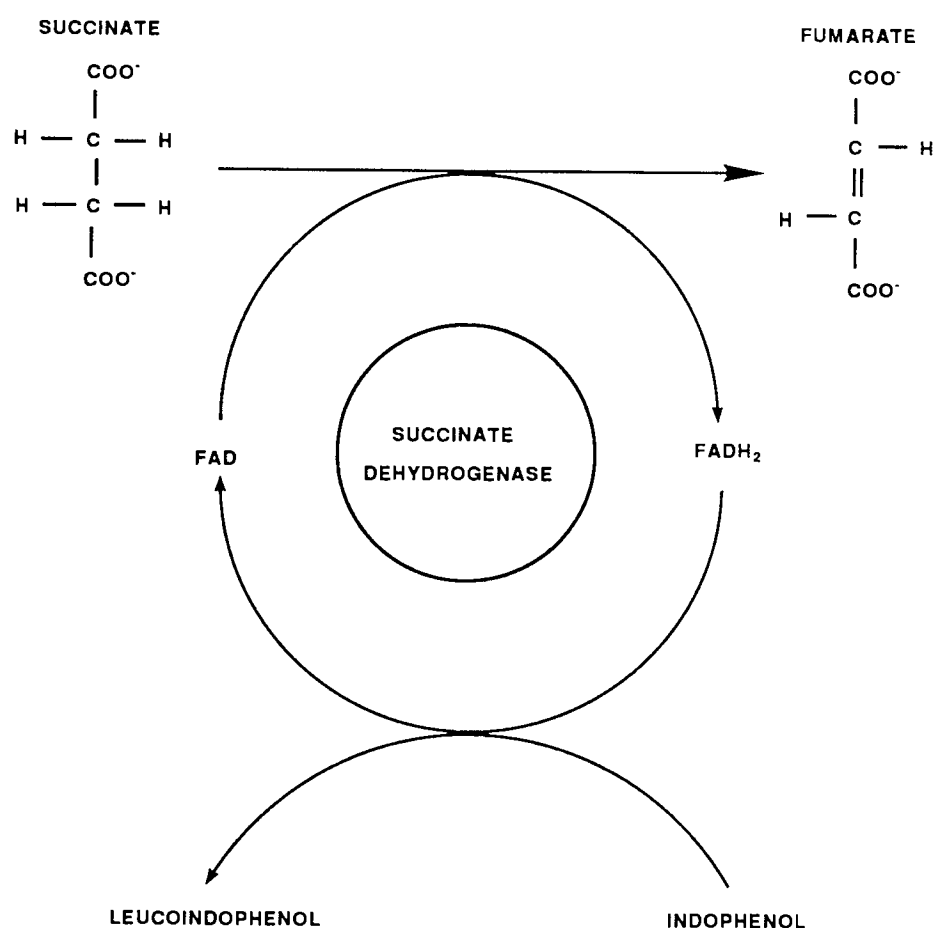 SUCCINATE
COO⁻
H — C — H
H — C — H
COO⁻
FUMARATE
COO⁻
C — H
H — C
COO⁻
SUCCINATE
DEHYDROGENASE
FAD
FADH₂
LEUCOINDOPHENOL
INDOPHENOL